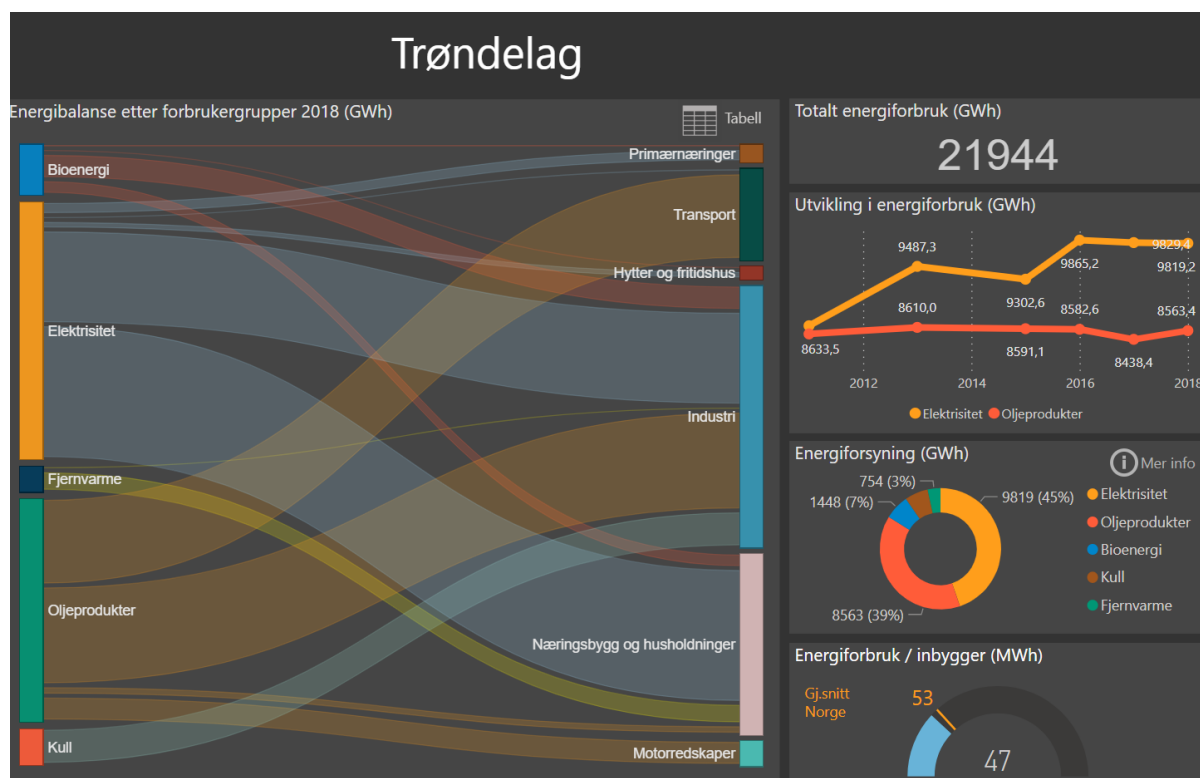 Trøndelag
Energibalanse etter forbrukergrupper 2018 (GWh)
Tabell
Bioenergi
Elektrisitet
Fjernvarme
Oljeprodukter
Kull
Primærnæringer
Transport
Hytter og fritidshus
Industri
Næringsbygg og husholdninger
Motorredskaper
Totalt energiforbruk (GWh)
21944
Utvikling i energiforbruk (GWh)
9487,3
9829,4
9865,2
9819,2
8610,0
9302,6
8582,6
8563,4
8633,5
8591,1
8438,4
2012
2014
2016
2018
Elektrisitet
Oljeprodukter
Energiforsyning (GWh)
Mer info
754 (3%)
1448 (7%)
9819 (45%)
8563 (39%)
Elektrisitet
Oljeprodukter
Bioenergi
Kull
Fjernvarme
Energiforbruk / inbygger (MWh)
Gj.snitt
Norge
53
47